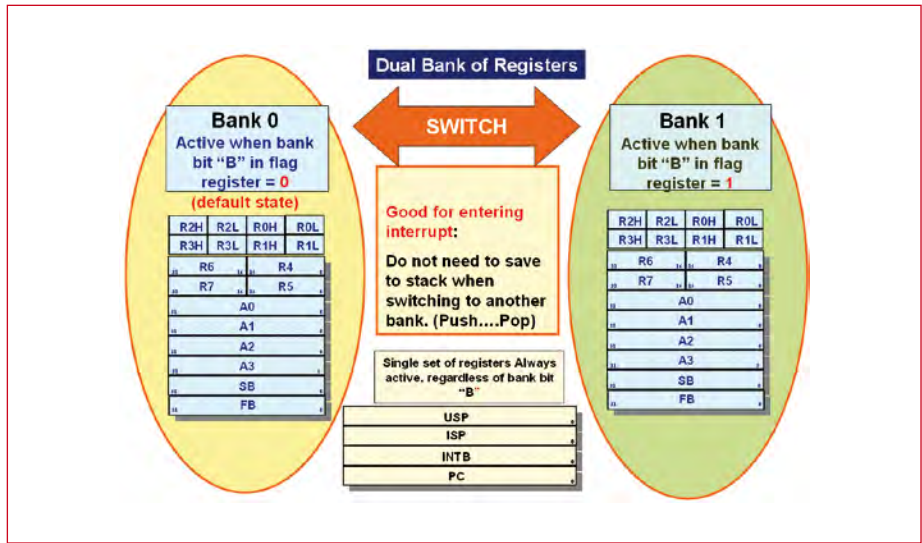 Dual Bank of Registers
SWITCH
Bank 0
Active when bank
bit “B” in flag
register = 0
(default state)
R2H R2L R0H R0L
R3H R3L R1H R1L
R6 R4
R7 R5
A0
A1
A2
A3
SB
FB
Good for entering
interrupt:
Do not need to save
to stack when
switching to another
bank. (Push....Pop)
Single set of registers Always
active, regardless of bank bit
“B”
USP
ISP
INTB
PC
Bank 1
Active when bank
bit “B” in flag
register = 1
R2H R2L R0H R0L
R3H R3L R1H R1L
R6 R4
R7 R5
A0
A1
A2
A3
SB
FB